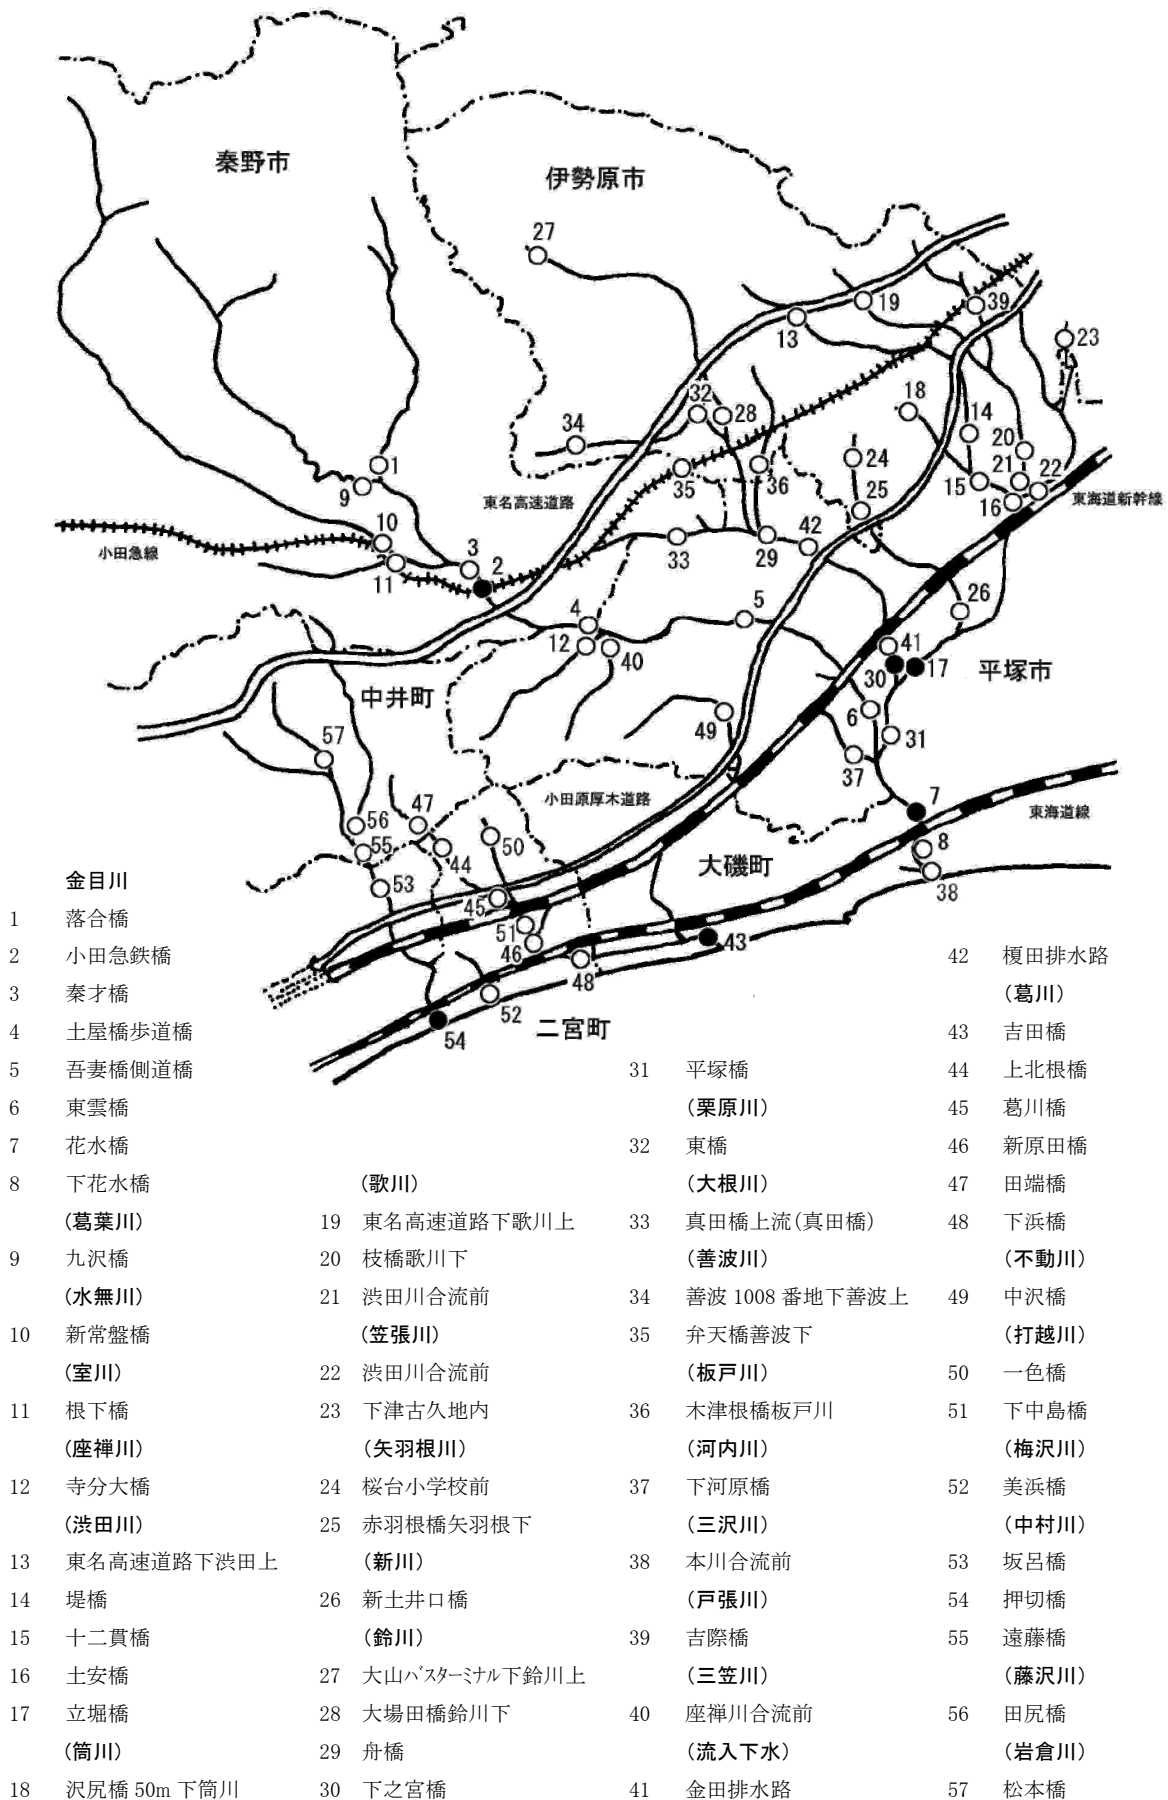 秦野市
伊勢原市
27
19
39
13
23
32
28
18
34
14
20
1
24
21
22
9
35
36
25
15
東名高速道路
16
東海道新幹線
10
42
小田急線
3
2
33
29
11
26
4
5
12
40
41
30
17
平塚市
中井町
49
6
31
57
37
小田原厚木道路
7
東海道線
56
47
50
8
55
44
大磯町
38
53
45
51
46
43
48
52
54
二宮町
金目川
1 落合橋
2 小田急鉄橋
3 秦才橋
4 土屋橋歩道橋
5 吾妻橋側道橋
6 東雲橋
7 花水橋
8 下花水橋
(葛葉川)
9 九沢橋
(水無川)
10 新常盤橋
(室川)
11 根下橋
(座禅川)
12 寺分大橋
(渋田川)
13 東名高速道路下渋田上
14 堤橋
15 十二貫橋
16 土安橋
17 立堀橋
(筒川)
18 沢尻橋 50m 下筒川
(歌川)
19 東名高速道路下歌川上
20 枝橋歌川下
21 渋田川合流前
(笠張川)
22 渋田川合流前
23 下津古久地内
(矢羽根川)
24 桜台小学校前
25 赤羽根橋矢羽根下
(新川)
26 新土井口橋
(鈴川)
27 大山ﾊﾞｽﾀｰﾐﾅﾙ下鈴川上
28 大場田橋鈴川下
29 舟橋
30 下之宮橋
31 平塚橋
(栗原川)
32 東橋
(大根川)
33 真田橋上流(真田橋)
(善波川)
34 善波 1008 番地下善波上
35 弁天橋善波下
(板戸川)
36 木津根橋板戸川
(河内川)
37 下河原橋
(三沢川)
38 本川合流前
(戸張川)
39 吉際橋
(三笠川)
40 座禅川合流前
(流入下水)
41 金田排水路
42 榎田排水路
(葛川)
43 吉田橋
44 上北根橋
45 葛川橋
46 新原田橋
47 田端橋
48 下浜橋
(不動川)
49 中沢橋
(打越川)
50 一色橋
51 下中島橋
(梅沢川)
52 美浜橋
(中村川)
53 坂呂橋
54 押切橋
55 遠藤橋
(藤沢川)
56 田尻橋
(岩倉川)
57 松本橋